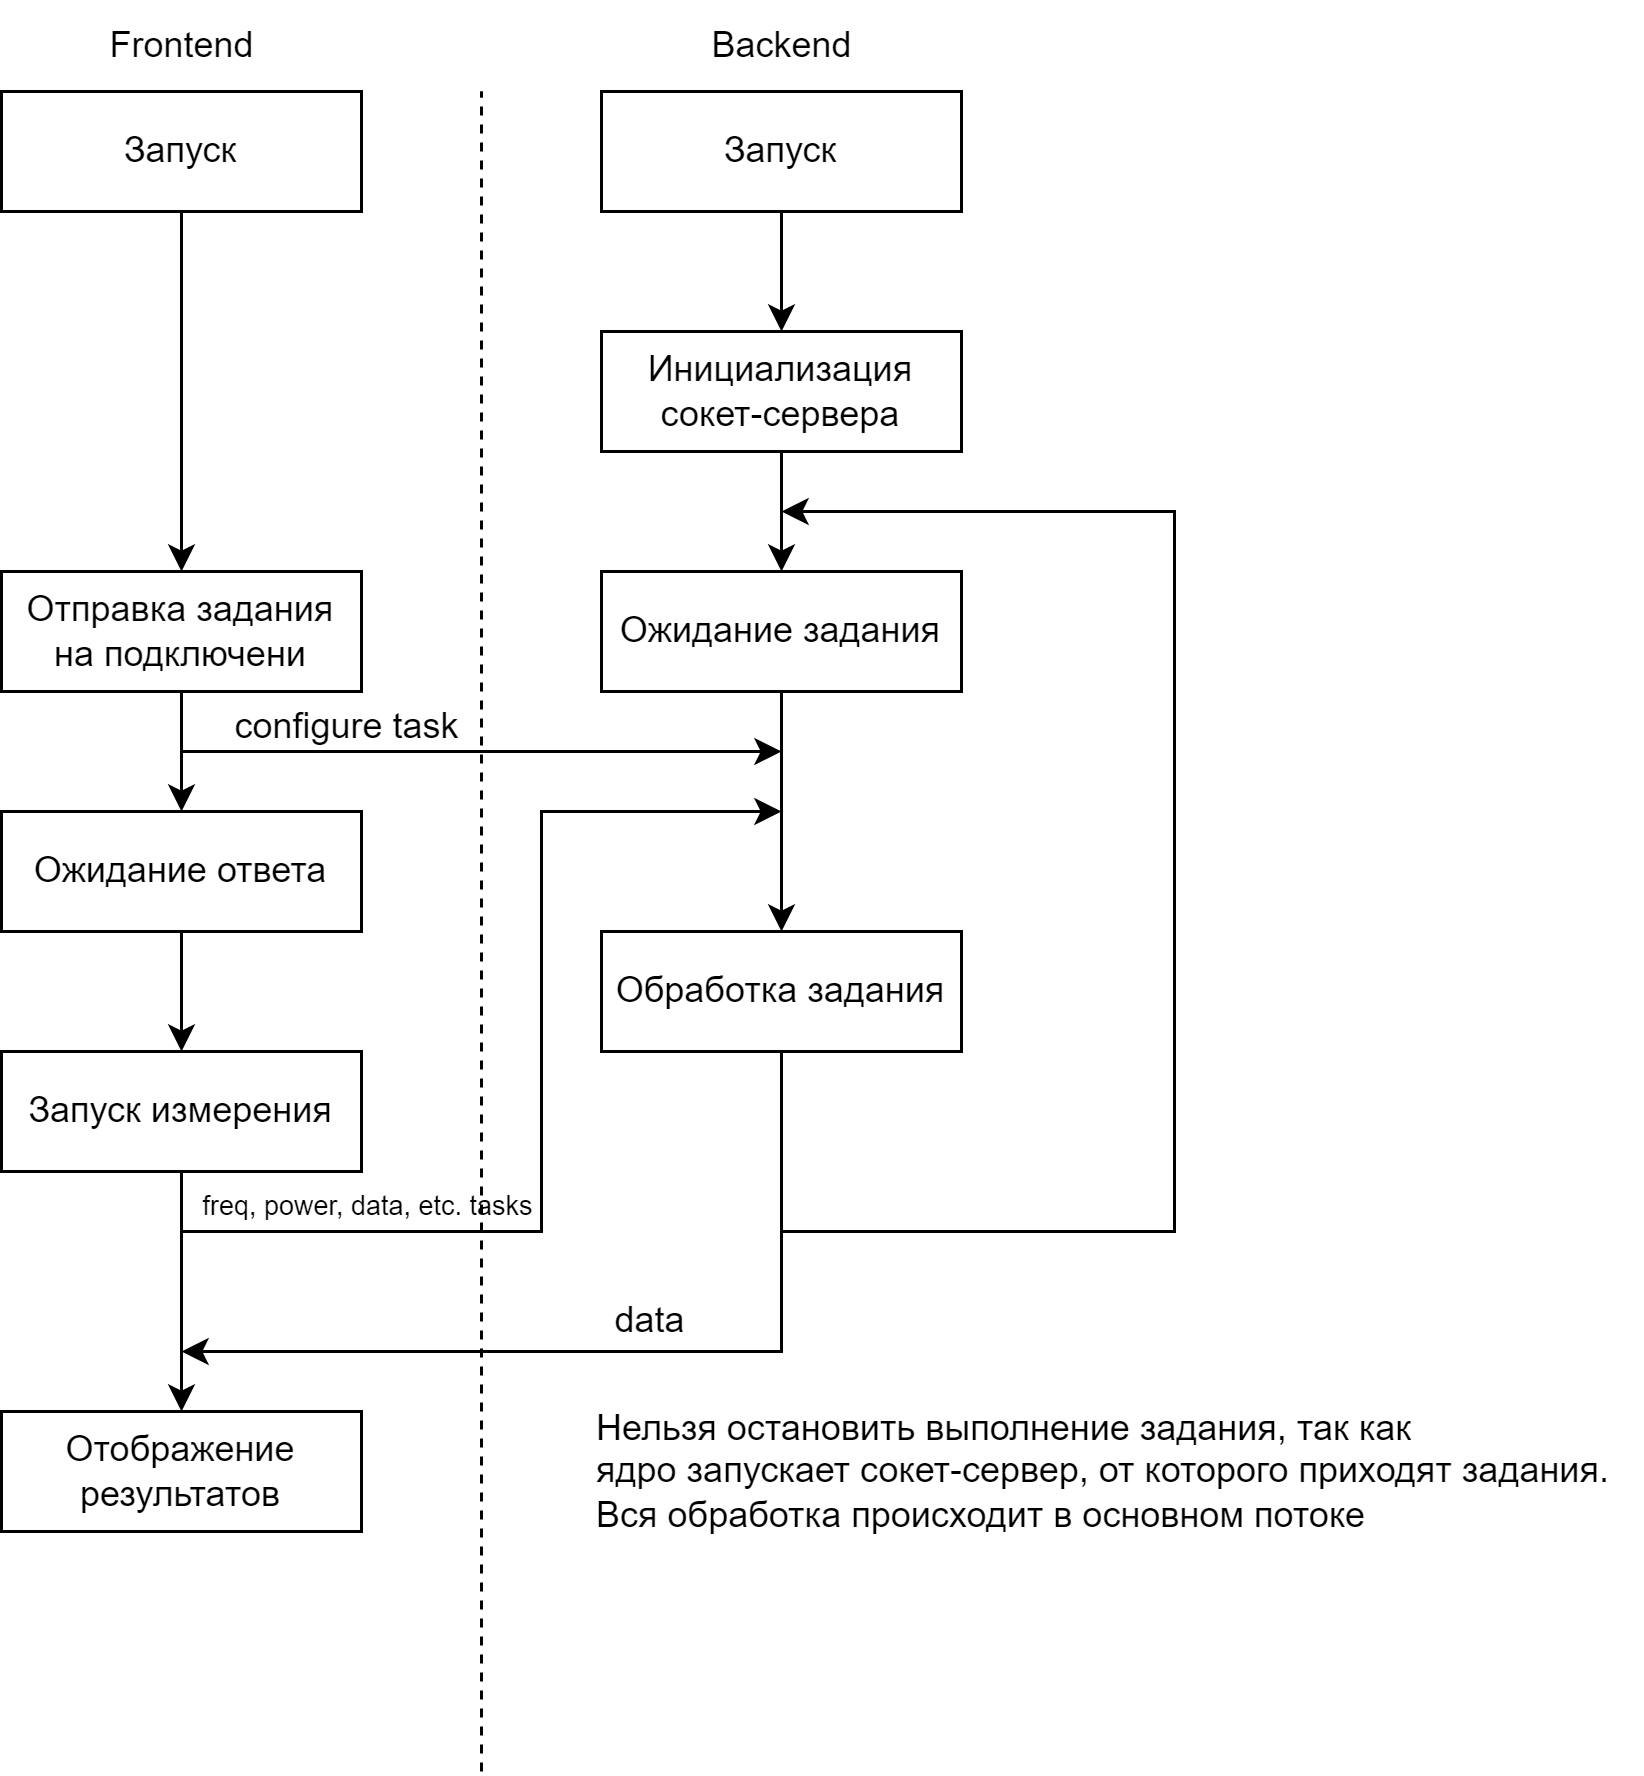 Frontend
Backend
Запуск
Запуск
Инициализация
сокет-сервера
Отправка задания
на подключени
Ожидание задания
configure task
Ожидание ответа
Обработка задания
Запуск измерения
freq, power, data, etc. tasks
data
Отображение
результатов
Нельзя остановить выполнение задания, так как
ядро запускает сокет-сервер, от которого приходят задания.
Вся обработка происходит в основном потоке